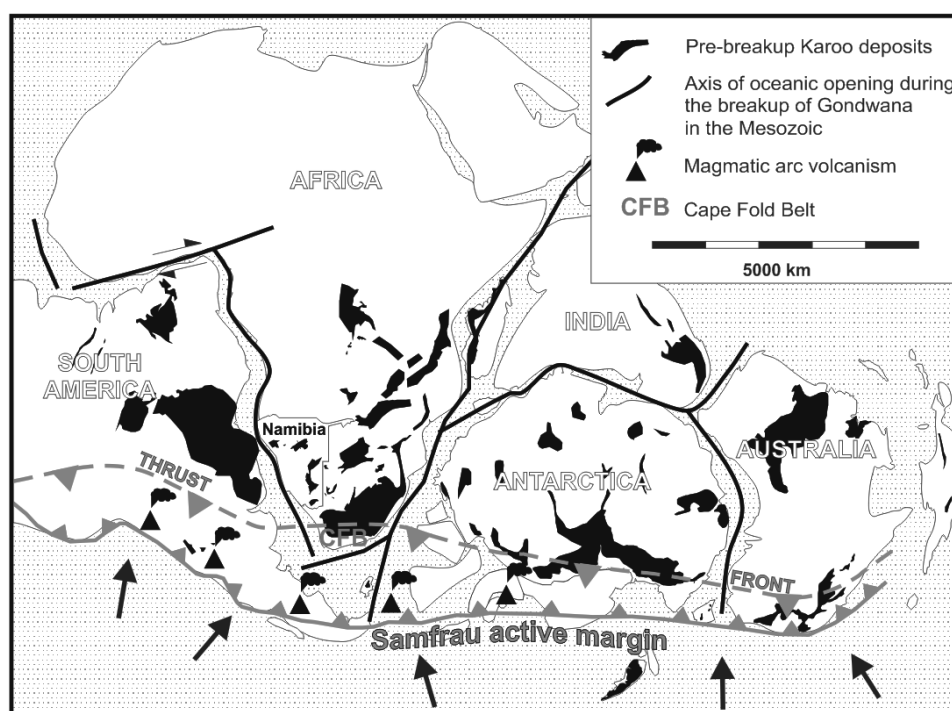 Pre-breakup Karoo deposits
Axis of oceanic opening during
the breakup of Gondwana
in the Mesozoic
Magmatic arc volcanism
CFB Cape Fold Belt
5000 km
AFRICA
INDIA
SOUTH
AMERICA
Namibia
AUSTRALIA
THRUST
ANTARCTICA
CFB
FRONT
Samfrau active margin